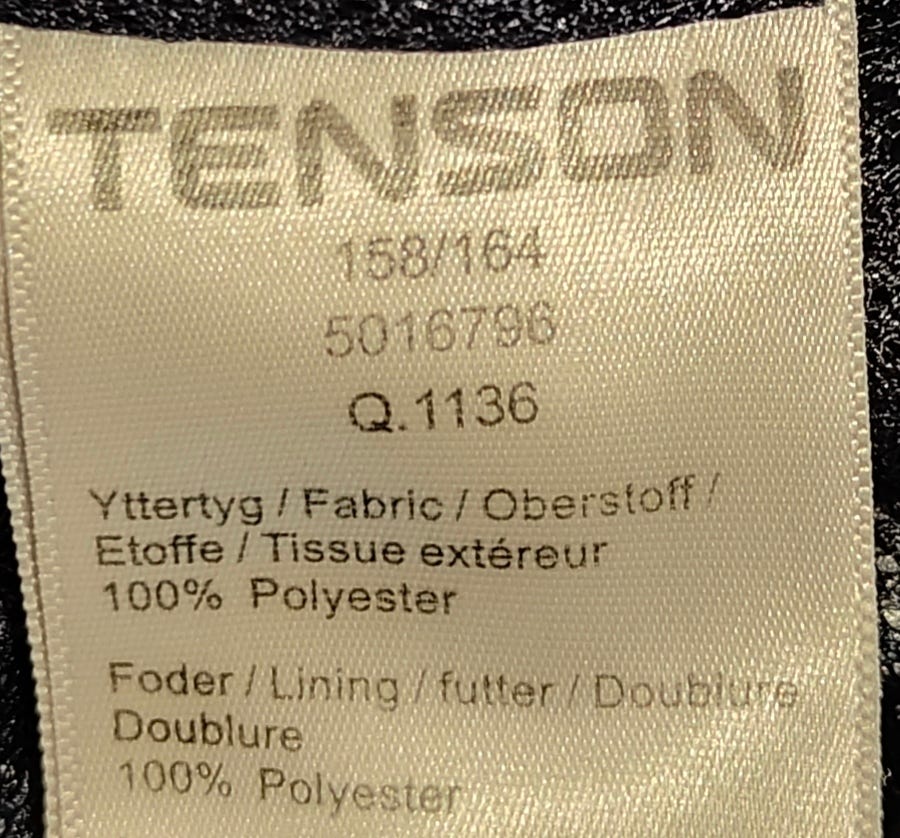 TENSON
158/164
5016796
Q.1136
Yttertyg / Fabric / Oberstoff /
Etoffe / Tissue extéreur
100% Polyester
Foder / Lining / futter / Doublure
Doublure
100% Polyester